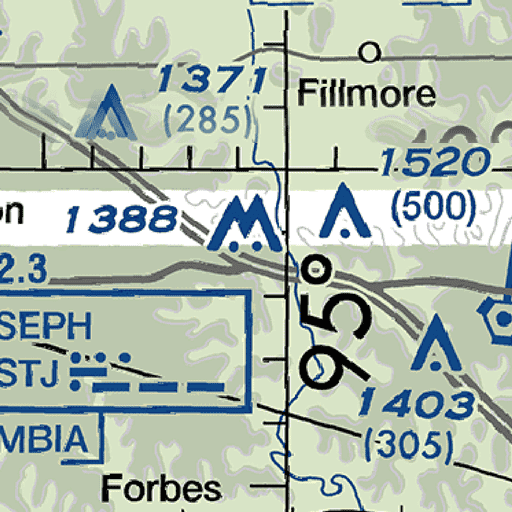 1371
(285)
Fillmore
1520
(500)
on
1388
2.3
SEPH
STJ
95°
1403
(305)
MBIA
Forbes